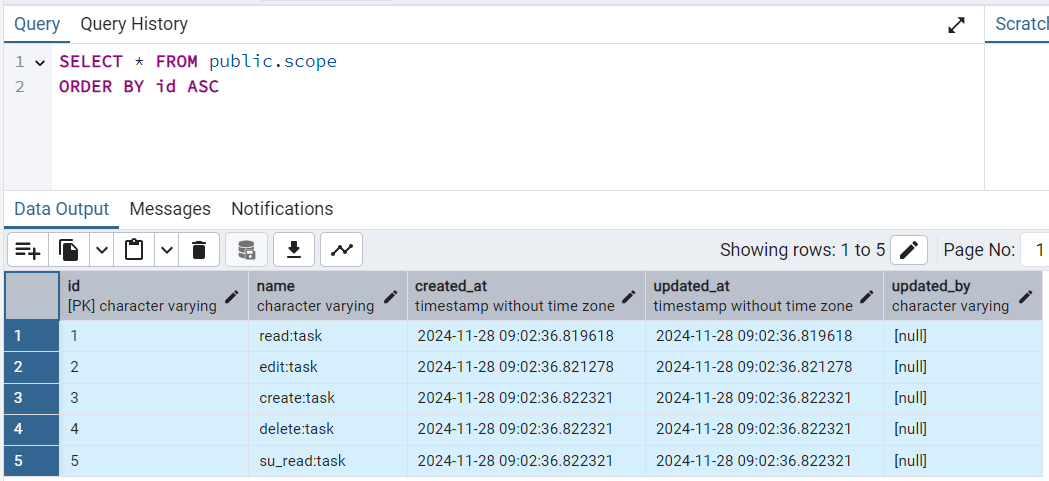 Query Query History Scratch
1 SELECT * FROM public.scope
2 ORDER BY id ASC
Data Output Messages Notifications
Showing rows: 1 to 5 Page No: 1
id name created_at updated_at updated_by
[PK] character varying character varying timestamp without time zone timestamp without time zone character varying
1 1 read:task 2024-11-28 09:02:36.819618 2024-11-28 09:02:36.819618 [null]
2 2 edit:task 2024-11-28 09:02:36.821278 2024-11-28 09:02:36.821278 [null]
3 3 create:task 2024-11-28 09:02:36.822321 2024-11-28 09:02:36.822321 [null]
4 4 delete:task 2024-11-28 09:02:36.822321 2024-11-28 09:02:36.822321 [null]
5 5 su_read:task 2024-11-28 09:02:36.822321 2024-11-28 09:02:36.822321 [null]